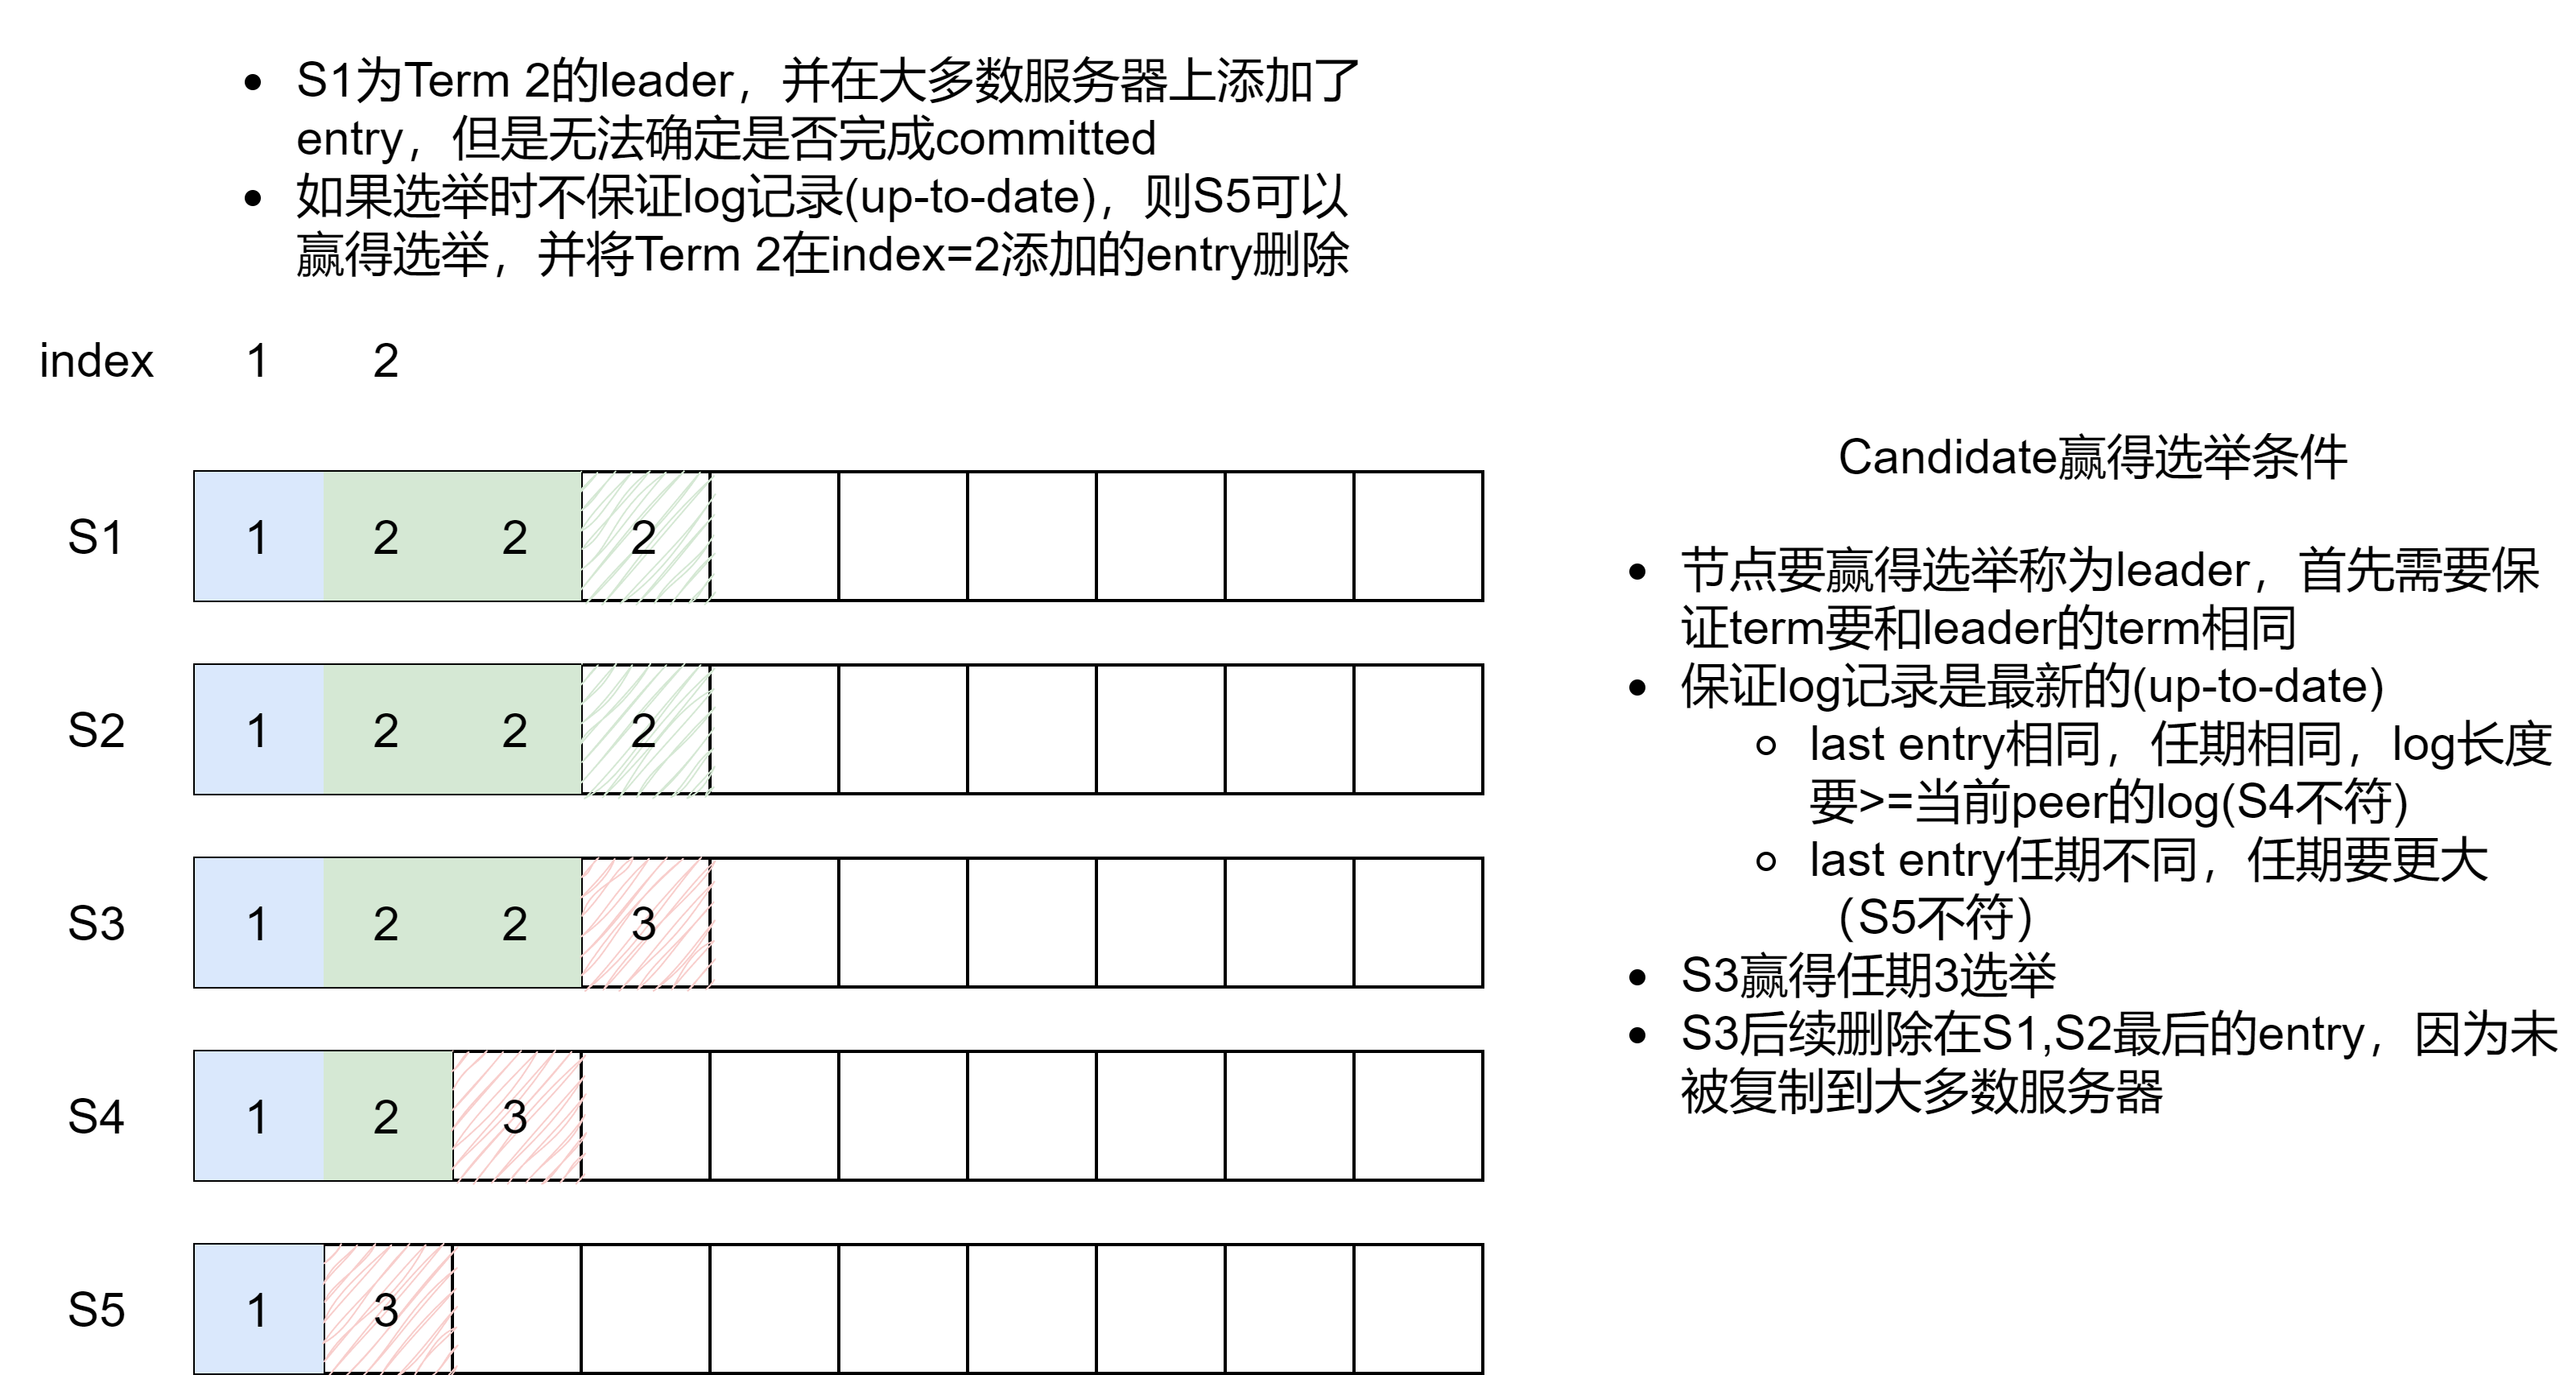 S1为Term 2的leader，并在大多数服务器上添加了
entry，但是无法确定是否完成committed
如果选举时不保证log记录(up-to-date)，则S5可以
赢得选举，并将Term 2在index=2添加的entry删除
index 1 2
S1 1 2 2 2
S2 1 2 2 2
S3 1 2 2 3
S4 1 2 3
S5 1 3
Candidate赢得选举条件
节点要赢得选举称为leader，首先需要保
证term要和leader的term相同
保证log记录是最新的(up-to-date)
last entry相同，任期相同，log长度
要>=当前peer的log(S4不符)
last entry任期不同，任期要更大
（S5不符）
S3赢得任期3选举
S3后续删除在S1,S2最后的entry，因为未
被复制到大多数服务器